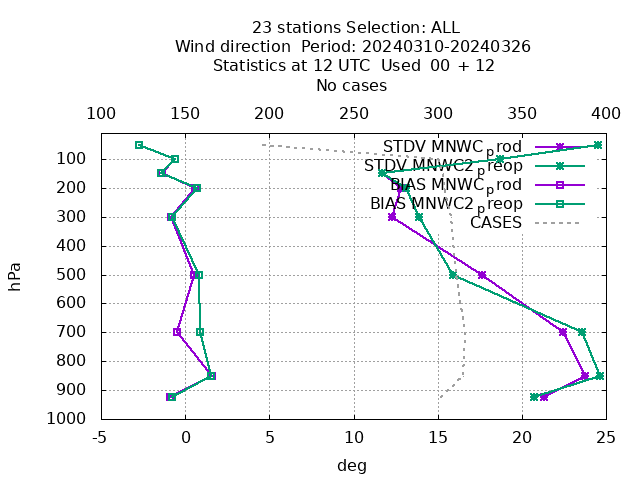 23 stations Selection: ALL
Wind direction  Period: 20240310-20240326
Statistics at 12 UTC  Used  00 + 12
No cases
100 150 200 250 300 350 400
STDV MNWC_prod
STDV MNWC2_preop
BIAS MNWC_prod
BIAS MNWC2_preop
CASES
100
200
300
400
500
600
700
800
900
1000
hPa
-5 0 5 10 15 20 25
deg